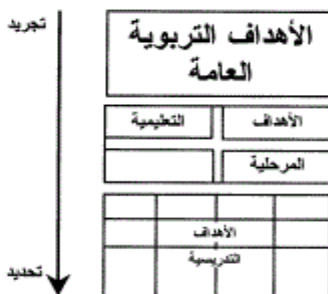 تجريد
الأهداف التربوية
العامة
الأهداف التعليمية
المرحلية
الأهداف
التدريسية
تحديد